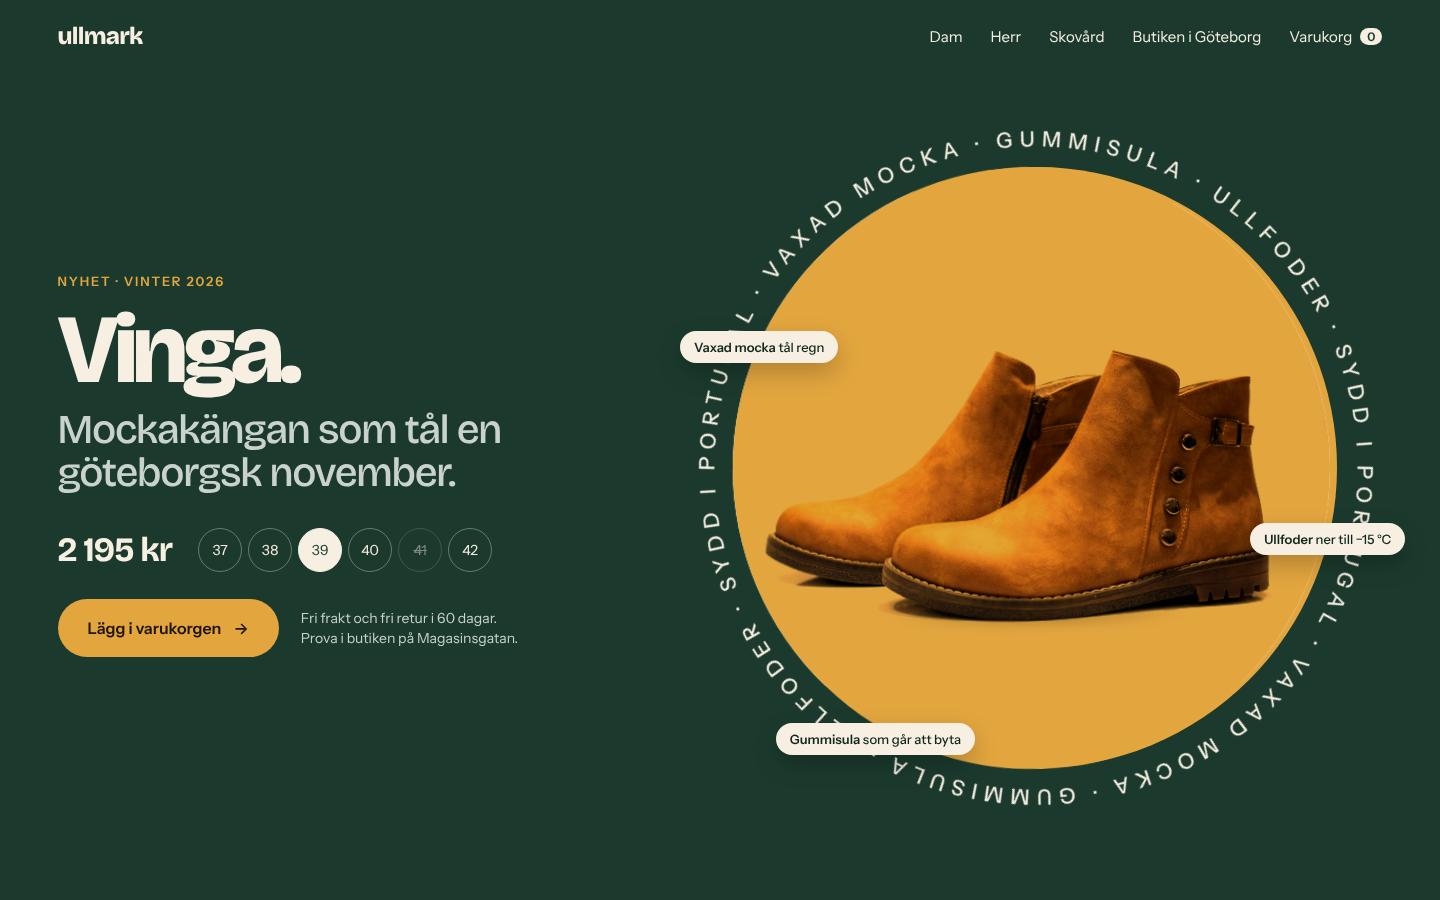 ullmark
Dam
Herr
Skovård
Butiken i Göteborg
Varukorg 0
NYHET · VINTER 2026
Vinga.
Mockakängan som tål en
göteborgsk november.
2 195 kr
37
38
39
40
41
42
Lägg i varukorgen →
Fri frakt och fri retur i 60 dagar.
Prova i butiken på Magasinsgatan.
VAXAD MOCKA · GUMMISULA · ULLFODER · SYDD I PORTUGAL · VAXAD MOCKA · GUMMISULA · ULLFODER · SYDD I PORTUGAL ·
Vaxad mocka tål regn
Ullfoder ner till −15 °C
Gummisula som går att byta